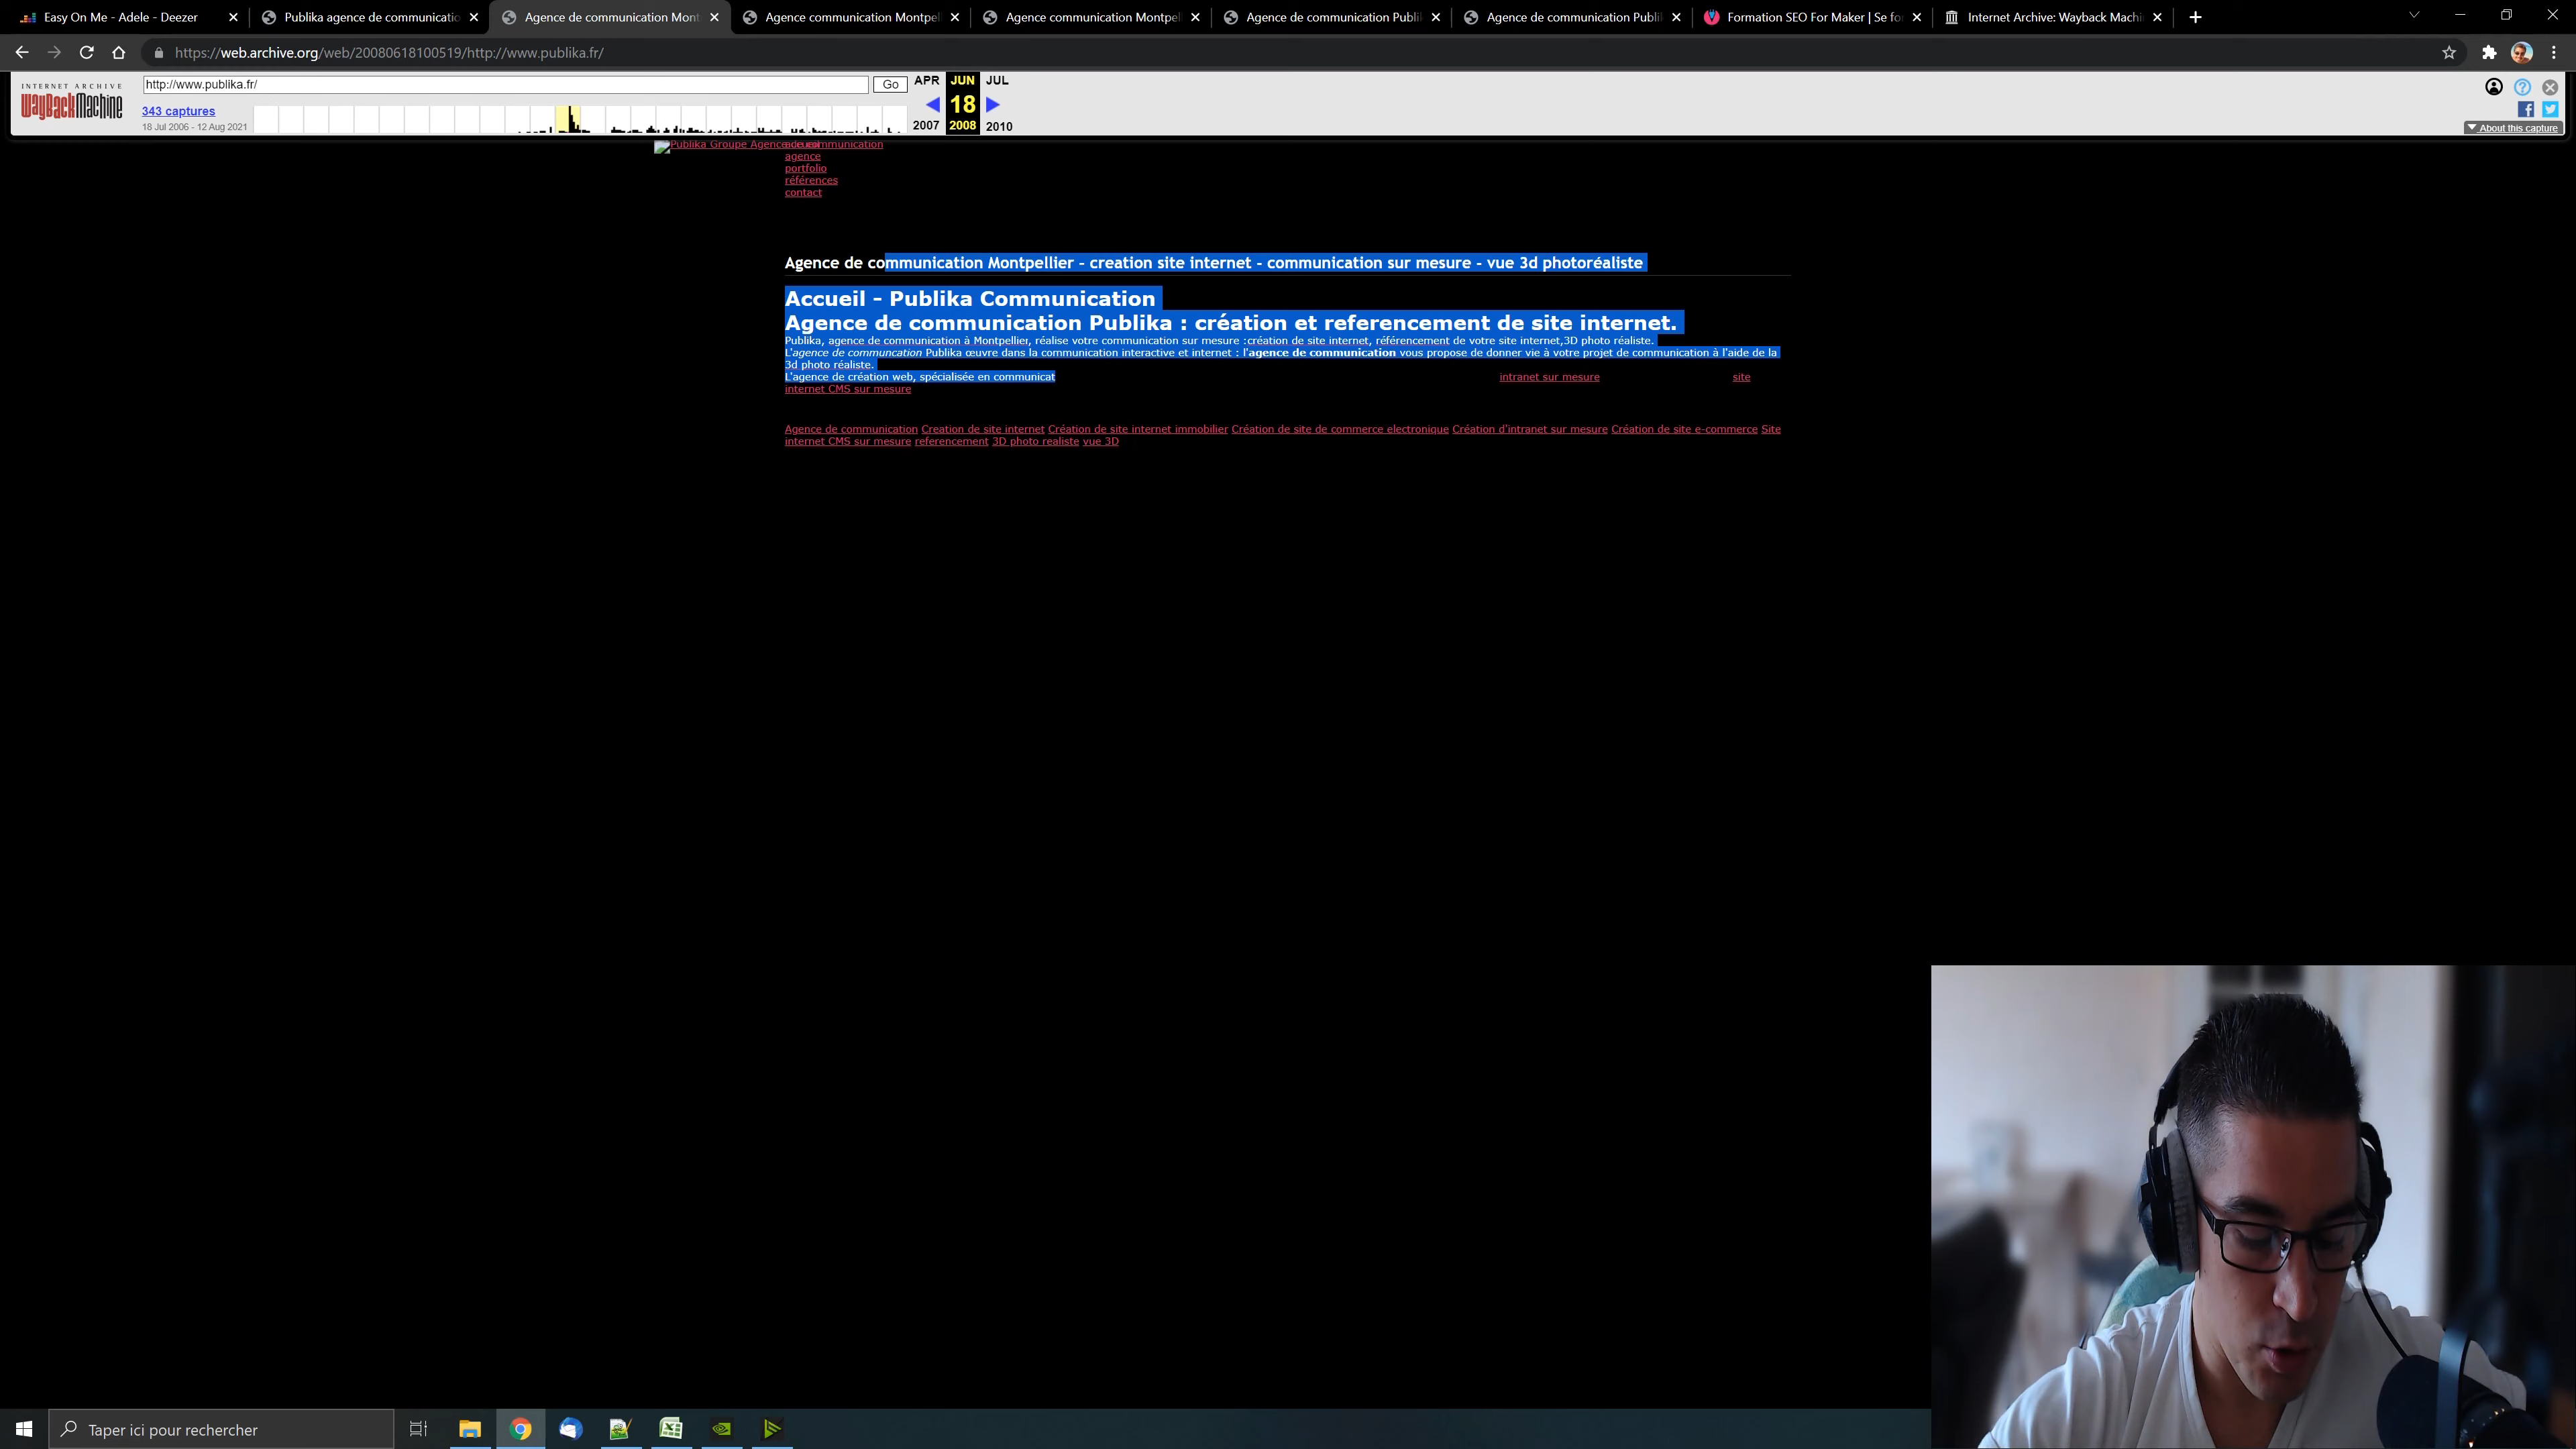 Easy On Me - Adele - Deezer
Publika agence de communicatio
Agence de communication Mont
Agence communication Montpel
Agence communication Montpel
Agence de communication Publi
Agence de communication Publi
Formation SEO For Maker | Se fo
Internet Archive: Wayback Machi
https://web.archive.org/web/20080618100519/http://www.publika.fr/
INTERNET ARCHIVE
WayBackMachine
http://www.publika.fr/
Go
APR JUN JUL
343 captures
18
18 Jul 2006 - 12 Aug 2021
2007 2008 2010
About this capture
Publika Groupe Agence de communication
accueil
agence
portfolio
références
contact
Agence de communication Montpellier - creation site internet - communication sur mesure - vue 3d photoréaliste
Accueil - Publika Communication
Agence de communication Publika : création et referencement de site internet.
Publika, agence de communication à Montpellier, réalise votre communication sur mesure :création de site internet, référencement de votre site internet,3D photo réaliste.
L'agence de communcation Publika œuvre dans la communication interactive et internet : l'agence de communication vous propose de donner vie à votre projet de communication à l'aide de la
3d photo réaliste.
L'agence de création web, spécialisée en communicat intranet sur mesure site
internet CMS sur mesure
Agence de communication Creation de site internet Création de site internet immobilier Création de site de commerce electronique Création d'intranet sur mesure Création de site e-commerce Site
internet CMS sur mesure referencement 3D photo realiste vue 3D
Taper ici pour rechercher